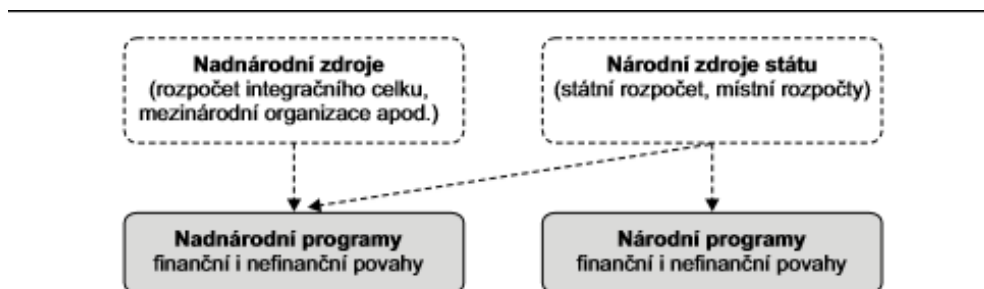 Nadnárodní zdroje
(rozpočet integračního celku,
mezinárodní organizace apod.)
Národní zdroje státu
(státní rozpočet, místní rozpočty)
Nadnárodní programy
finanční i nefinanční povahy
Národní programy
finanční i nefinanční povahy